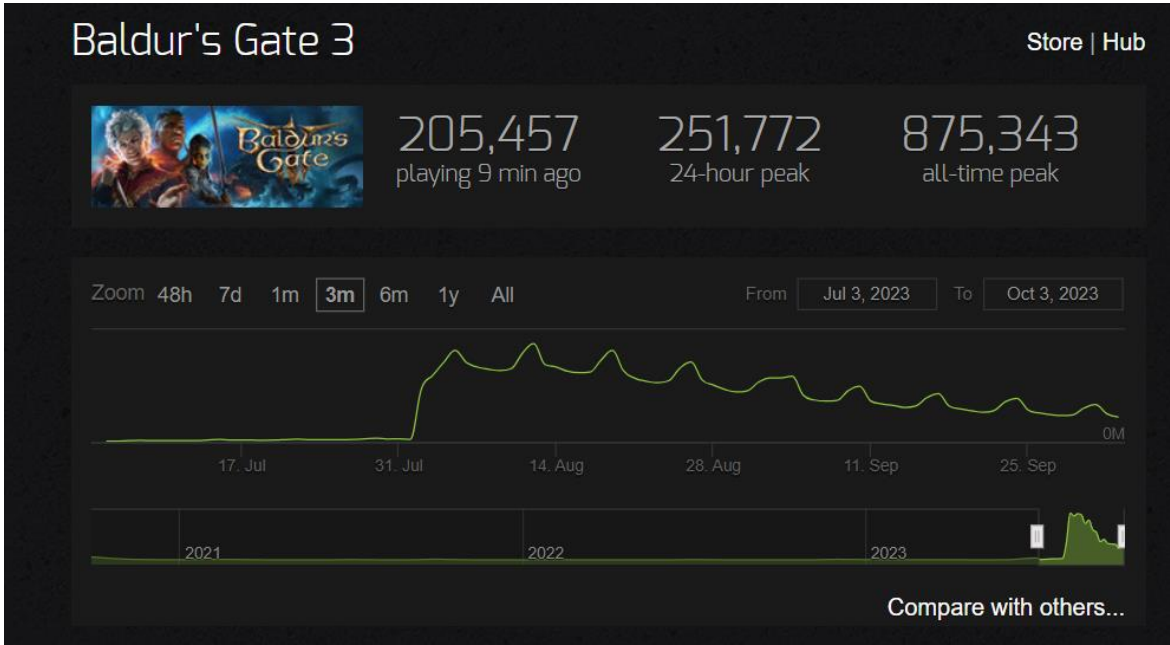 Baldur's Gate 3
Store | Hub
Baldur's
Gate
205,457
playing 9 min ago
251,772
24-hour peak
875,343
all-time peak
Zoom 48h 7d 1m 3m 6m 1y All
From Jul 3, 2023 To Oct 3, 2023
0M
17. Jul 31. Jul 14. Aug 28. Aug 11. Sep 25. Sep
2021 2022 2023
Compare with others...